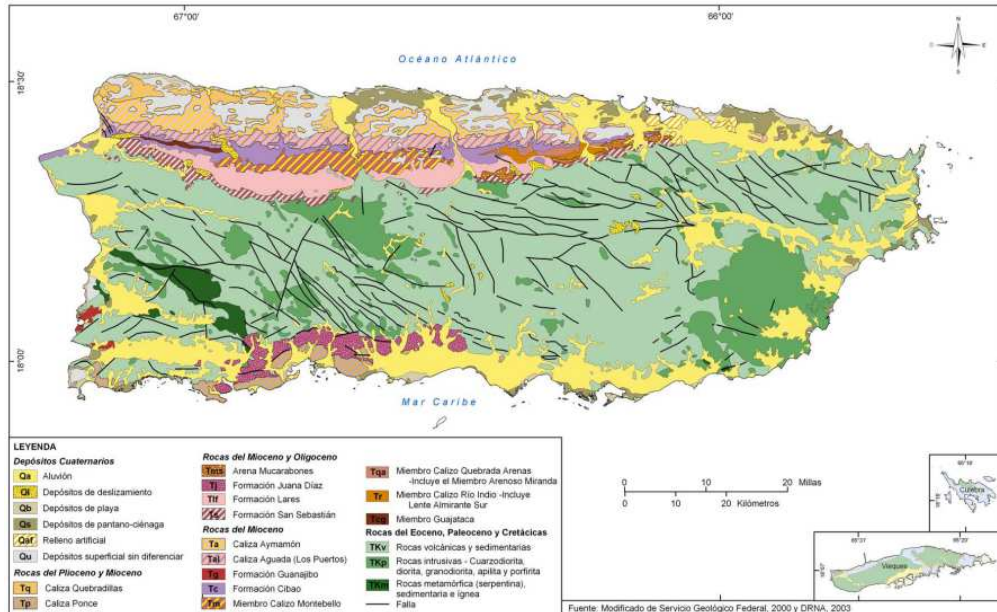 67°00'
66°00'
N
E
S
18°30'
18°00'
Océano Atlántico
Mar Caribe
LEYENDA
Depósitos Cuaternarios
Qa Aluvión
Ql Depósitos de deslizamiento
Qb Depósitos de playa
Qs Depósitos de pantano-ciénaga
Qaf Relleno artificial
Qu Depósitos superficial sin diferenciar
Rocas del Plioceno y Mioceno
Tq Caliza Quebradillas
Tp Caliza Ponce
Rocas del Mioceno y Oligoceno
Tms Arena Mucarabones
Tj Formación Juana Díaz
Tlf Formación Lares
Ts Formación San Sebastián
Rocas del Mioceno
Ta Caliza Aymamón
Caliza Aguada (Los Puertos)
Tg Formación Guanajibo
Tc Formación Cibao
Tm Miembro Calizo Montebello
Tqa Miembro Calizo Quebrada Arenas
-Incluye el Miembro Arenoso Miranda
Tr Miembro Calizo Río Indio -Incluye
Lente Almirante Sur
Tcg Miembro Guajataca
Rocas del Eoceno, Paleoceno y Cretácicas
TKv Rocas volcánicas y sedimentarias
TKp Rocas intrusivas - Cuarzodiorita,
diorita, granodiorita, aplilita y porfirita
TKm Rocas metamórfica (serpentina),
sedimentaria e ígnea
Falla
0 10 20 Millas
0 10 20 Kilómetros
Culebra
Vieques
Fuente: Modificado de Servicio Geológico Federal, 2000 y DRNA, 2003